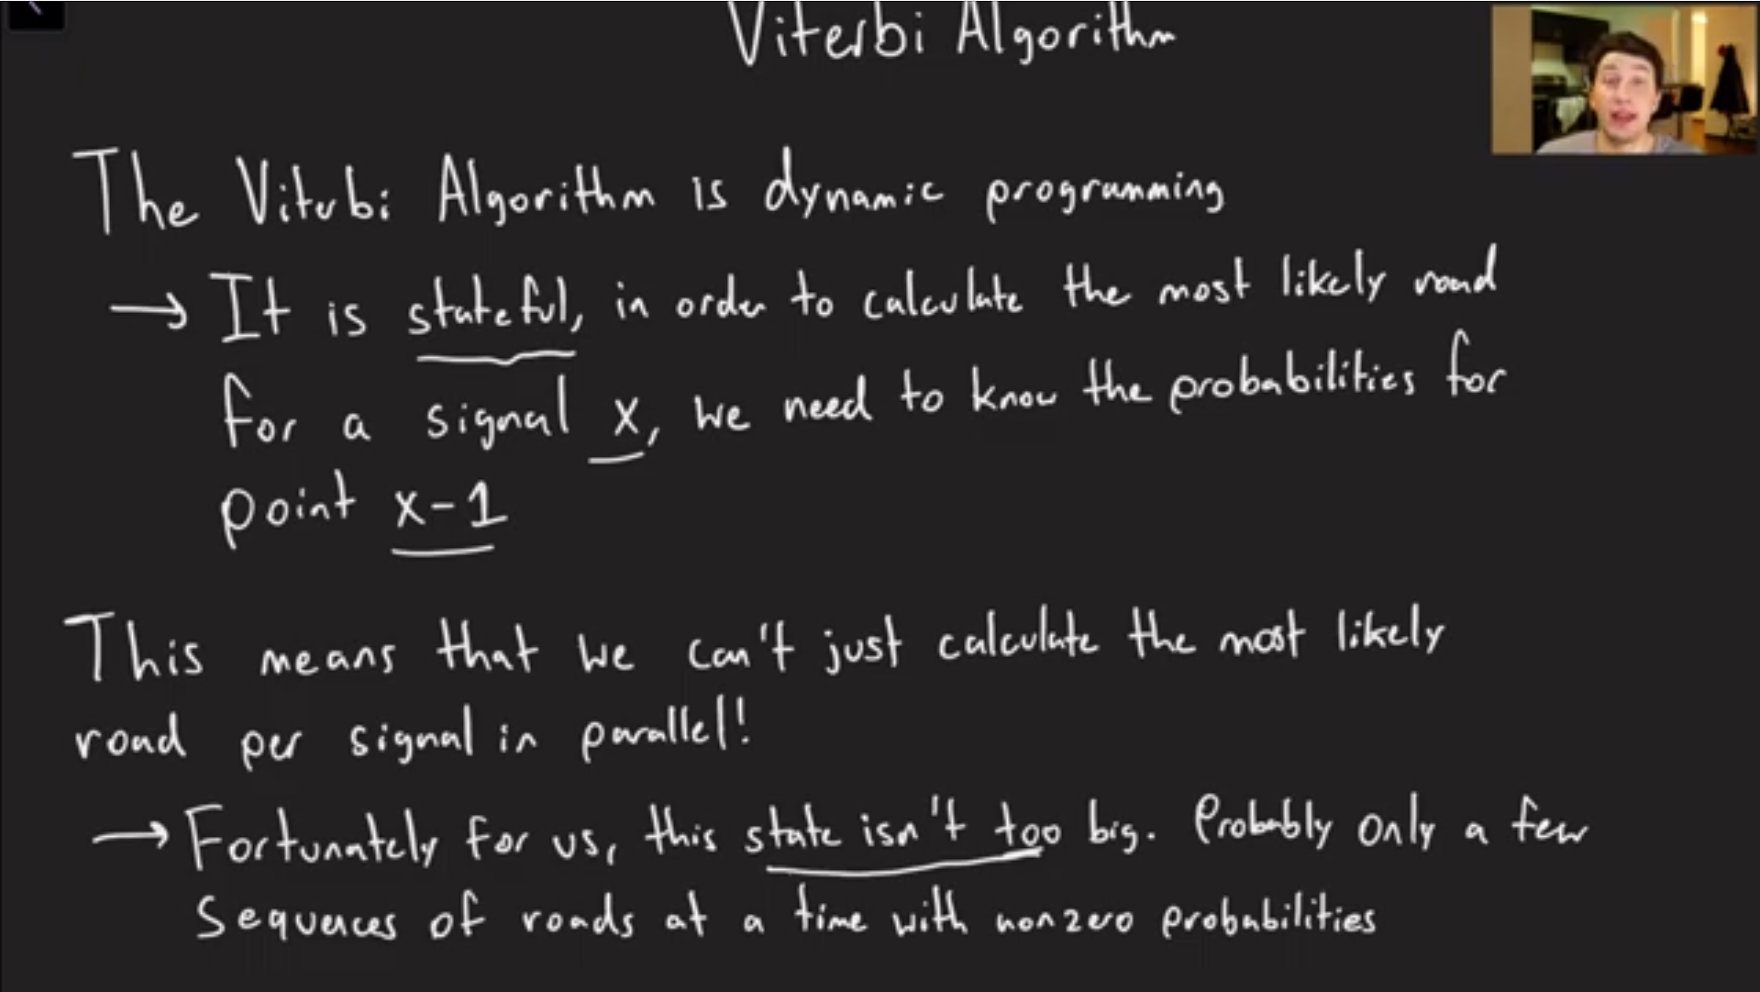 Viterbi Algorithm
The Viterbi Algorithm is dynamic programming
→ It is stateful, in order to calculate the most likely road
for a signal x, we need to know the probabilities for
point x-1
This means that we can't just calculate the most likely
road per signal in parallel!
→ Fortunately for us, this state isn't too big. Probably only a few
sequences of roads at a time with nonzero probabilities